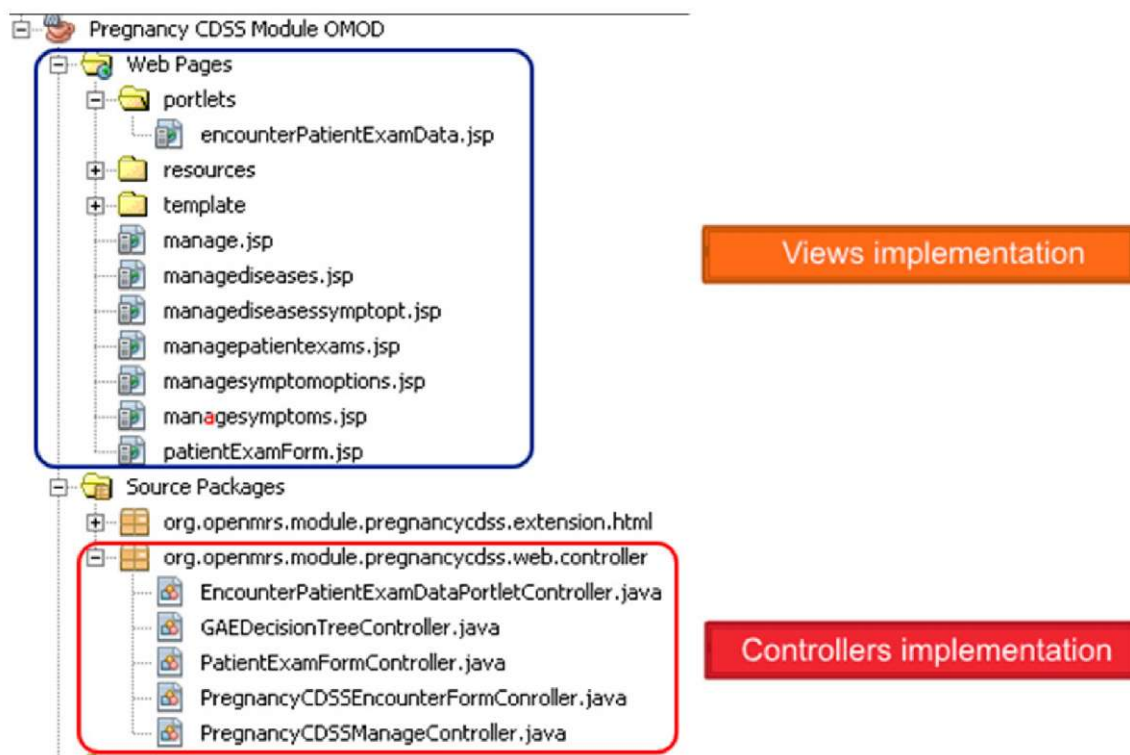 Pregnancy CDSS Module OMOD
Web Pages
portlets
encounterPatientExamData.jsp
resources
template
manage.jsp
managediseases.jsp
managediseasessymptopt.jsp
managepatientexams.jsp
managesymptomoptions.jsp
managesymptoms.jsp
patientExamForm.jsp
Views implementation
Source Packages
org.openmrs.module.pregnancycdss.extension.html
org.openmrs.module.pregnancycdss.web.controller
EncounterPatientExamDataPortletController.java
GAEDecisionTreeController.java
PatientExamFormController.java
PregnancyCDSSEncounterFormConroller.java
PregnancyCDSSManageController.java
Controllers implementation